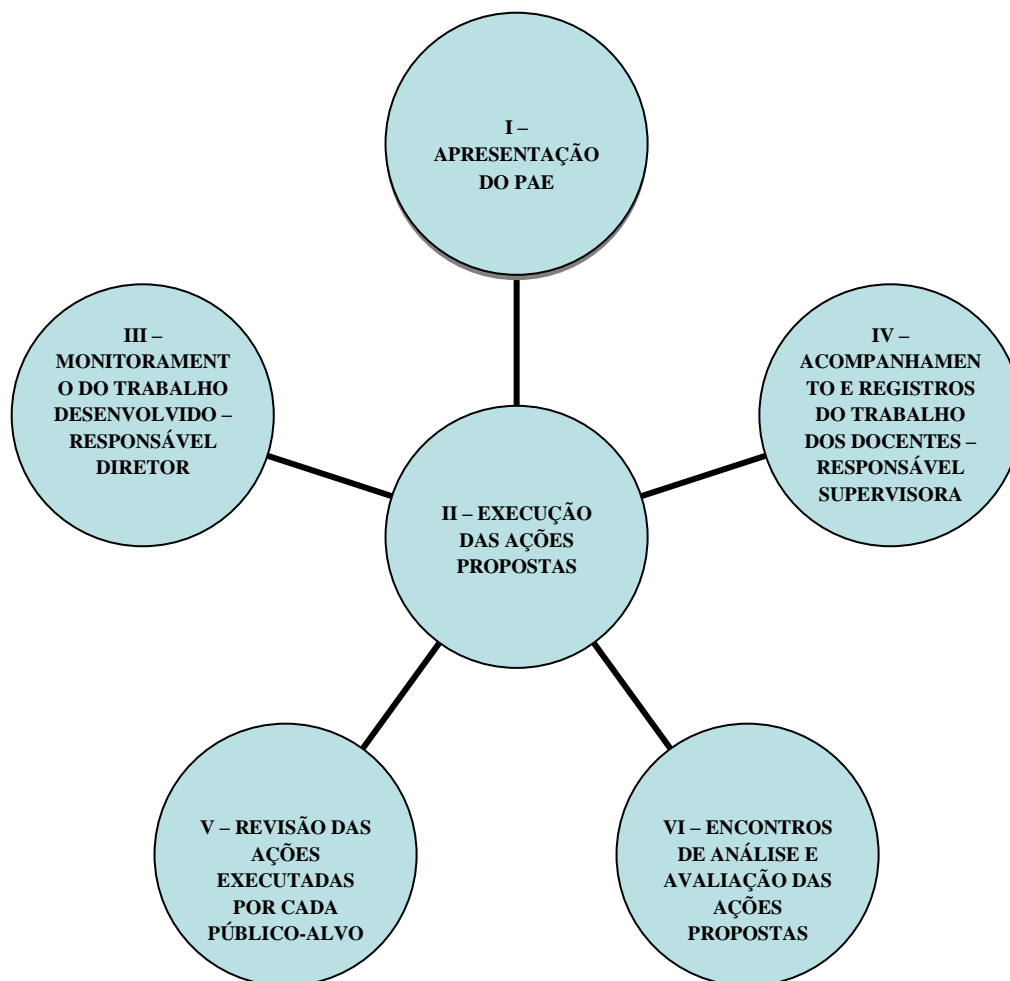 I –
APRESENTAÇÃO
DO PAE
III –
MONITORAMENT
O DO TRABALHO
DESENVOLVIDO –
RESPONSÁVEL
DIRETOR
IV –
ACOMPANHAMEN
TO E REGISTROS
DO TRABALHO
DOS DOCENTES –
RESPONSÁVEL
SUPERVISORA
II – EXECUÇÃO
DAS AÇÕES
PROPOSTAS
V – REVISÃO DAS
AÇÕES
EXECUTADAS
POR CADA
PÚBLICO-ALVO
VI – ENCONTROS
DE ANÁLISE E
AVALIAÇÃO DAS
AÇÕES
PROPOSTAS